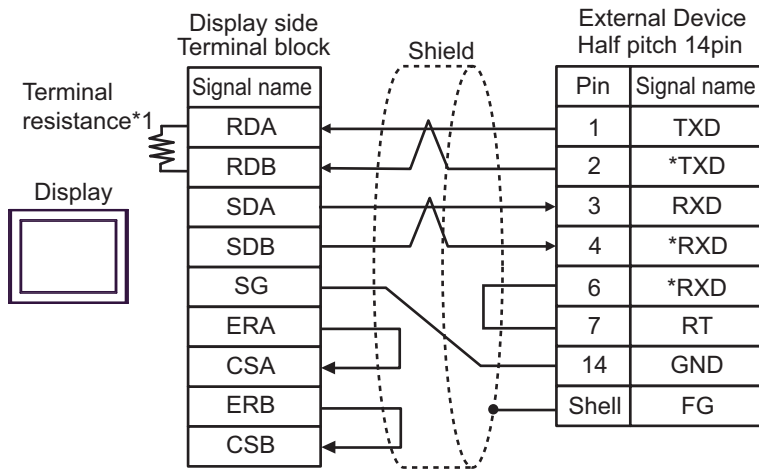 Display side
Terminal block
Shield
External Device
Half pitch 14pin
Terminal
resistance*1
Display
Signal name
RDA
RDB
SDA
SDB
SG
ERA
CSA
ERB
CSB
Pin Signal name
1 TXD
2 *TXD
3 RXD
4 *RXD
6 *RXD
7 RT
14 GND
Shell FG